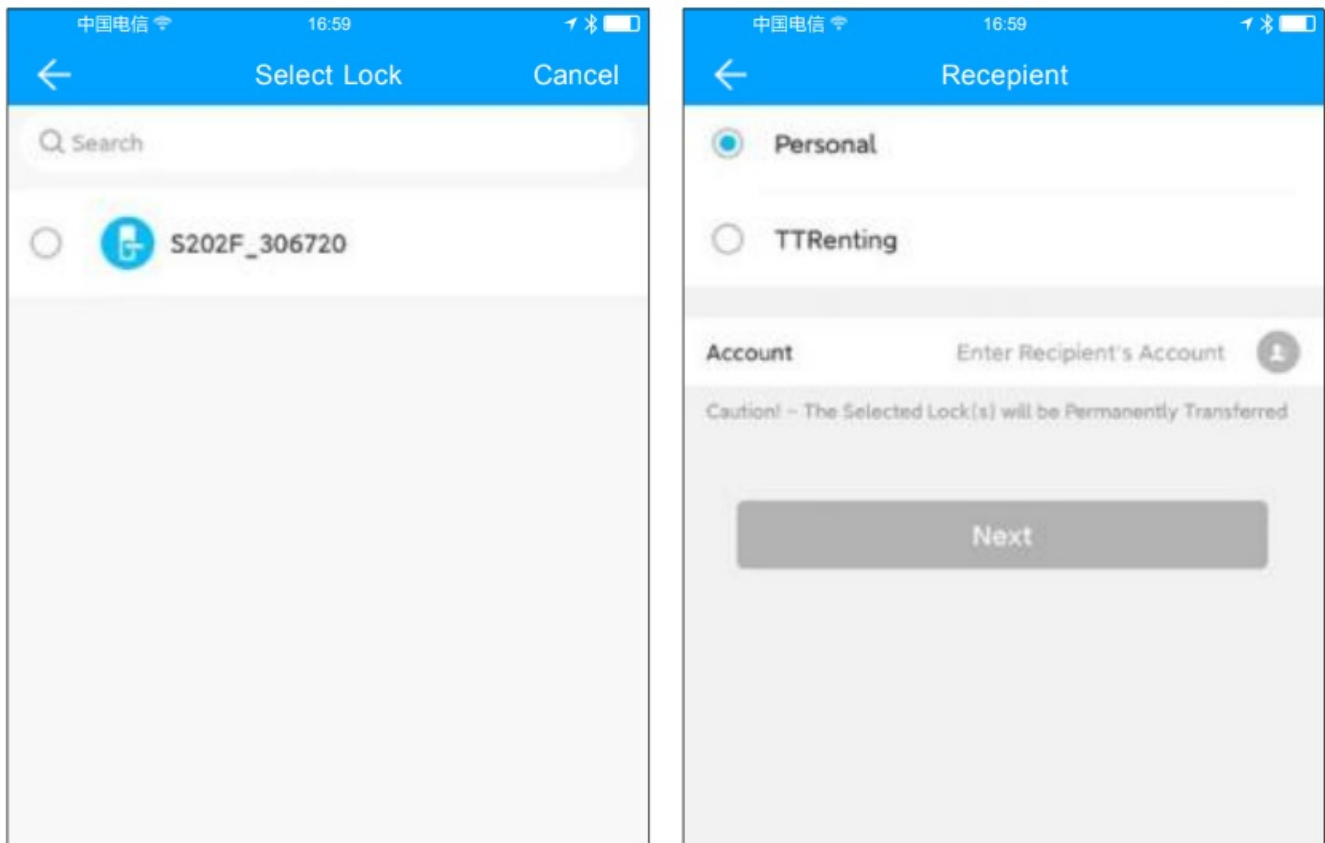 中国电信 16:59
Select Lock Cancel
Search
S202F_306720
中国电信 16:59
Recepient
Personal
TTRenting
Account Enter Recipient's Account
Caution! - The Selected Lock(s) will be Permanently Transferred
Next